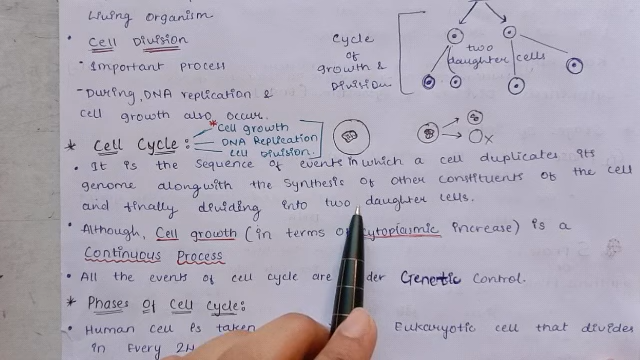 Living Organism
• Cell Division
- Important Process
- During, DNA replication &
cell growth also occur.
Cycle
of
growth &
Division
two
daughter cells
* Cell Cycle:
* Cell growth
DNA Replication
Cell Division.
x
• It is the Sequence of events in which a cell duplicates its
genome alongwith the Synthesis of other constituents of the cell
and finally dividing into two daughter cells.
• Although, Cell growth (in terms of Cytoplasmic increase) is a
Continuous Process
• All the events of cell cycle are Genetic Control.
* Phases Of Cell Cycle:
• Human cell is taken Eukaryotic cell that divides
in Every